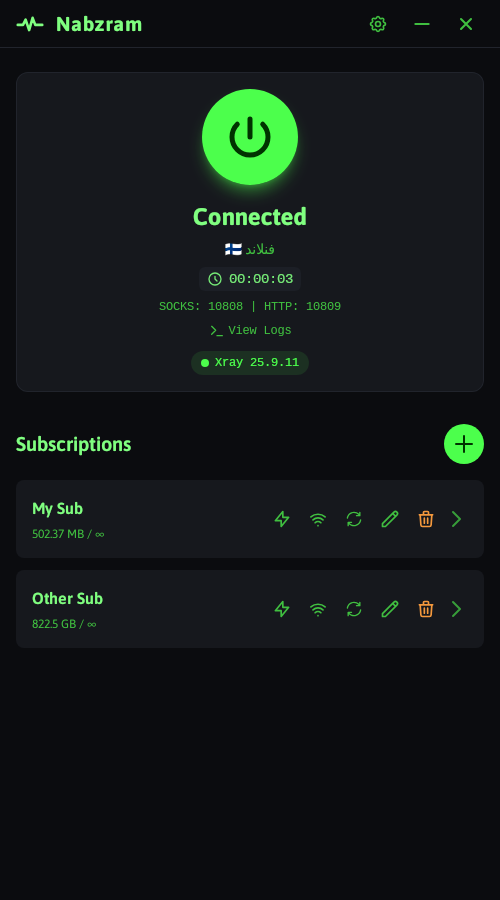 Nabzram
Connected
🇫🇮 فنلاند
00:00:03
SOCKS: 10808 | HTTP: 10809
>_ View Logs
Xray 25.9.11
Subscriptions
My Sub
502.37 MB / ∞
Other Sub
822.5 GB / ∞